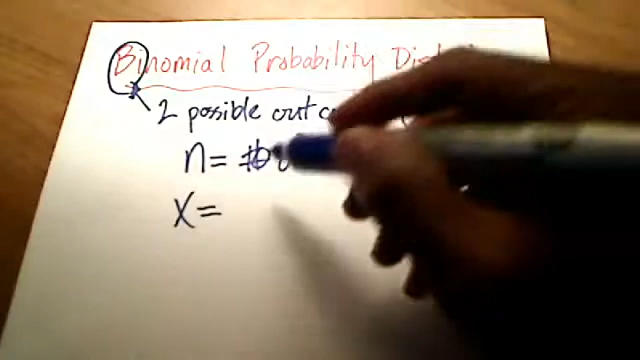 Binomial Probability
2 possible
n= #
X=